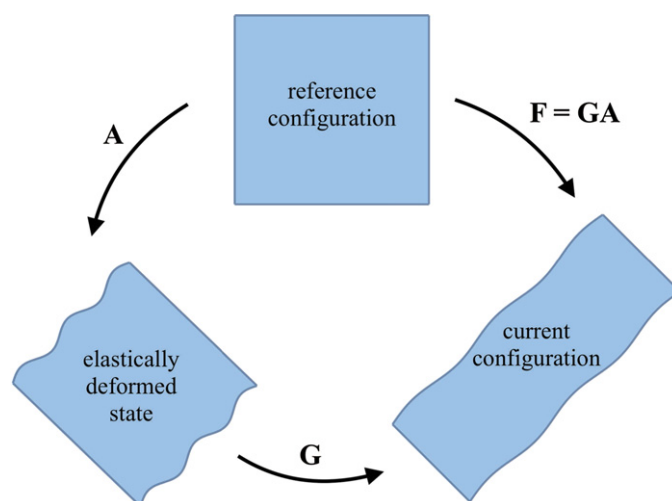 reference
configuration
F = GA
A
elastically
deformed
state
current
configuration
G